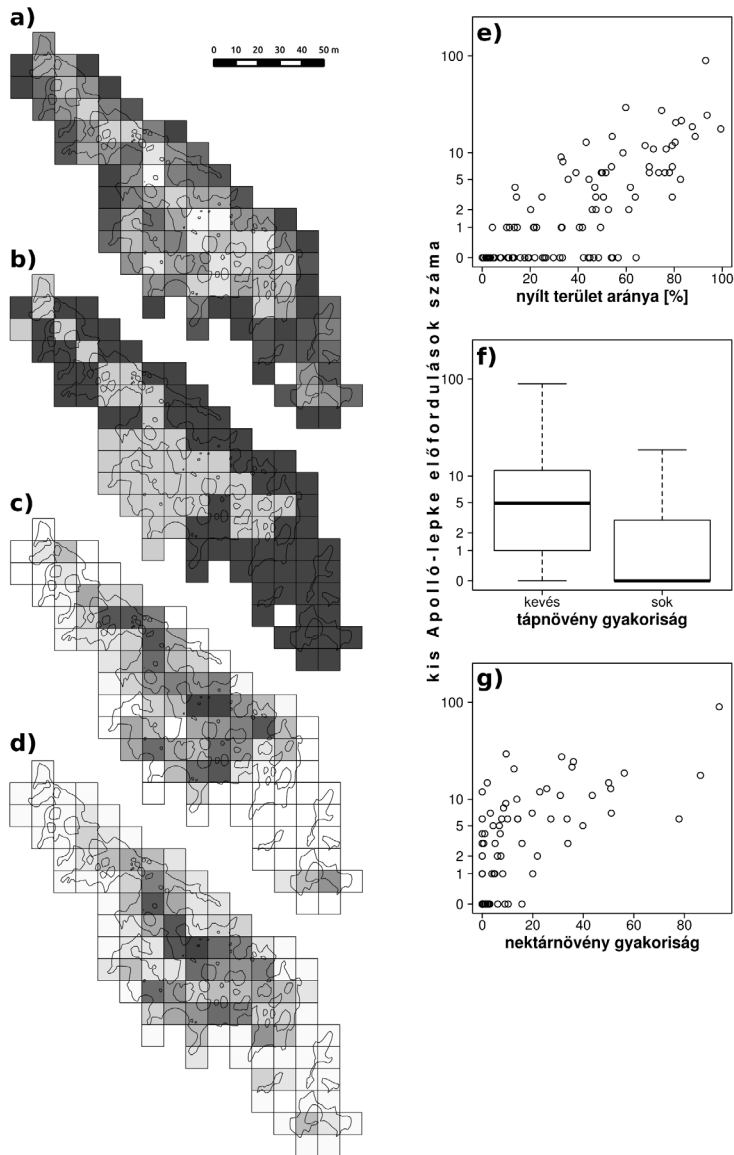 a)
0 10 20 30 40 50 m
b)
c)
d)
kis Apolló-lepke előfordulások száma
e)
100
10
5
2
1
0
0 20 40 60 80 100
nyílt terület aránya [%]
f)
100
10
5
2
1
0
kevés sok
tápnövény gyakoriság
g)
100
10
5
2
1
0
0 20 40 60 80
nektárnövény gyakoriság